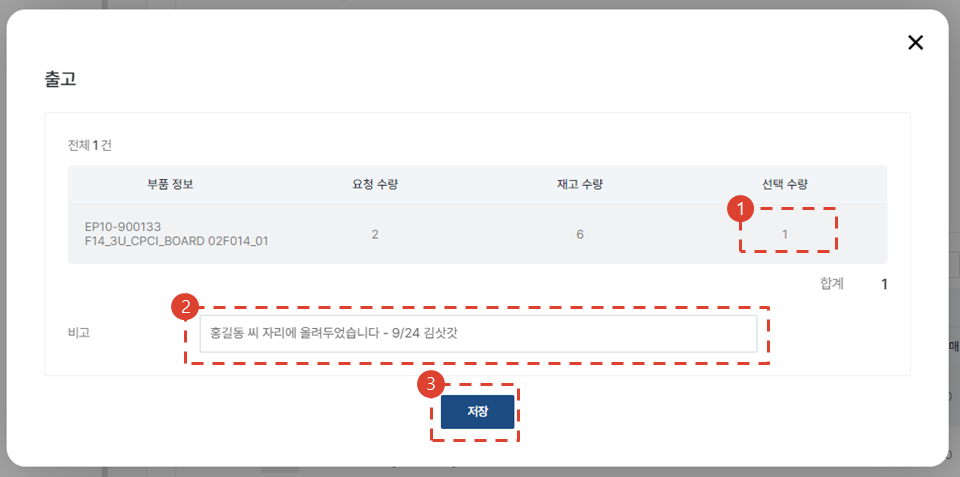 출고
전체 1 건
부품 정보 요청 수량 재고 수량 선택 수량
1
EP10-900133
F14_3U_CPCI_BOARD 02F014_01
2 6 1
합계 1
2
비고 홍길동 씨 자리에 올려두었습니다 - 9/24 김삿갓
3
저장
매